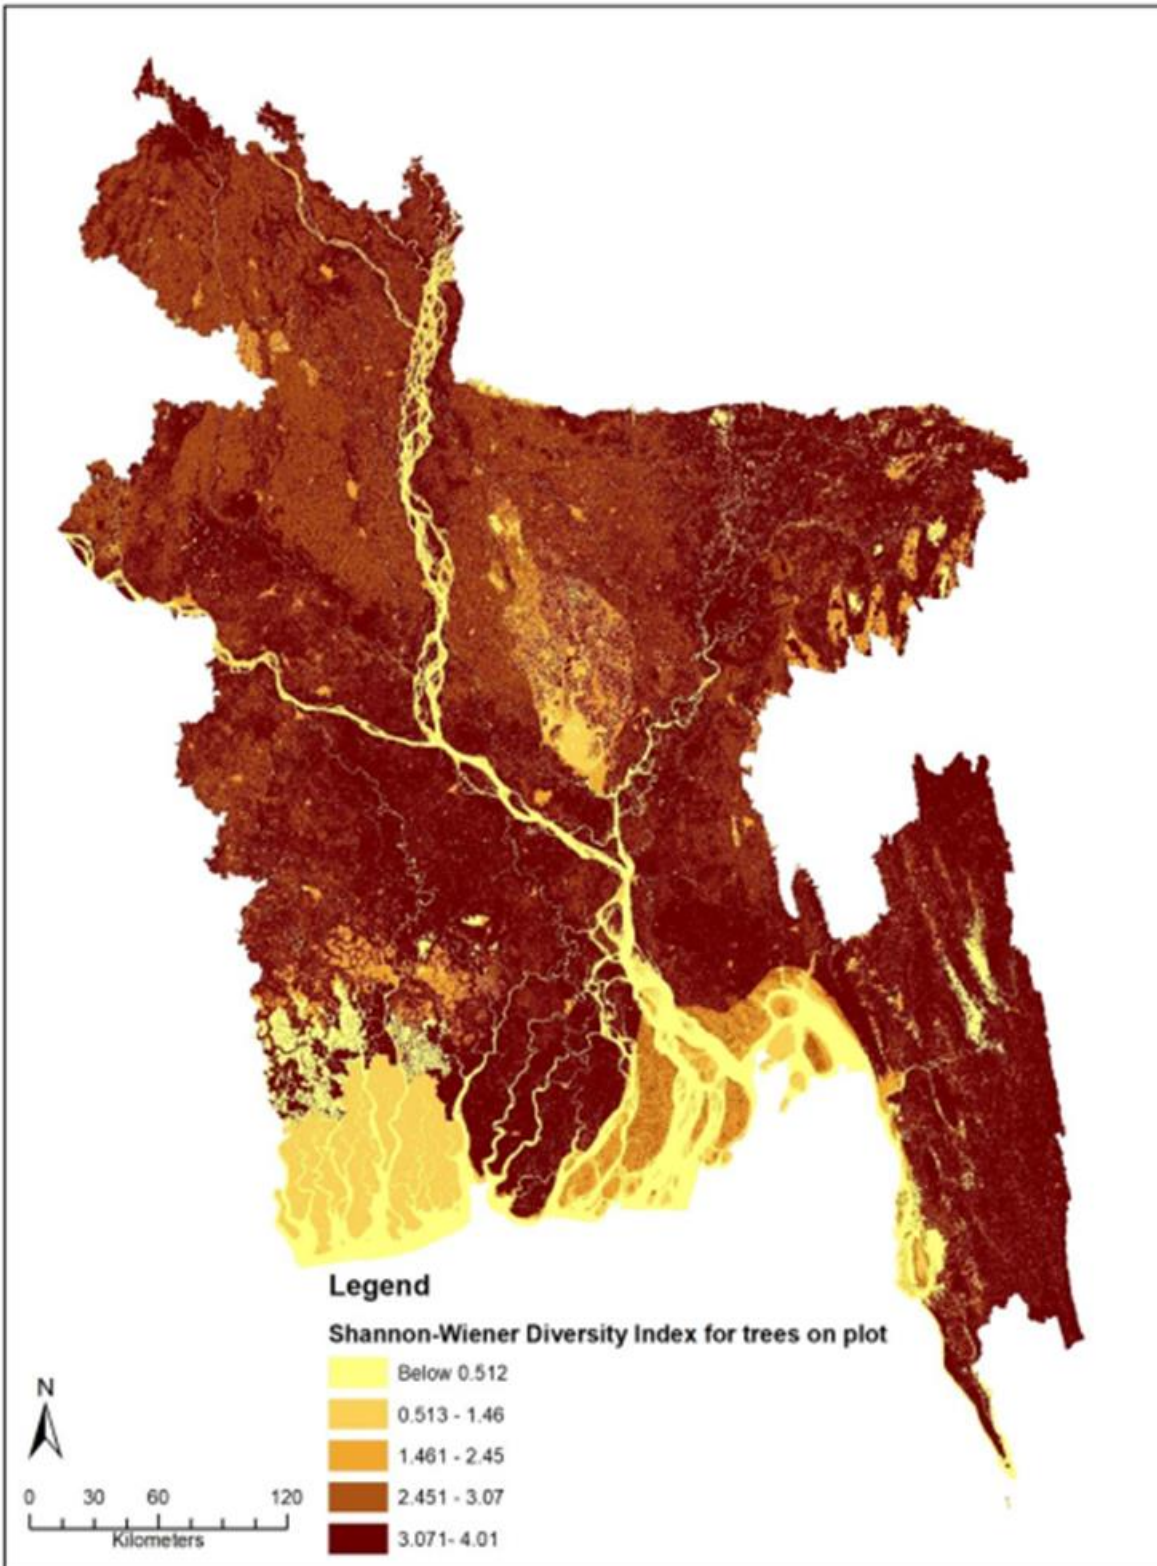 Legend
Shannon-Wiener Diversity Index for trees on plot
Below 0.512
0.513 - 1.46
1.461 - 2.45
2.451 - 3.07
3.071- 4.01
N
0 30 60 120
Kilometers